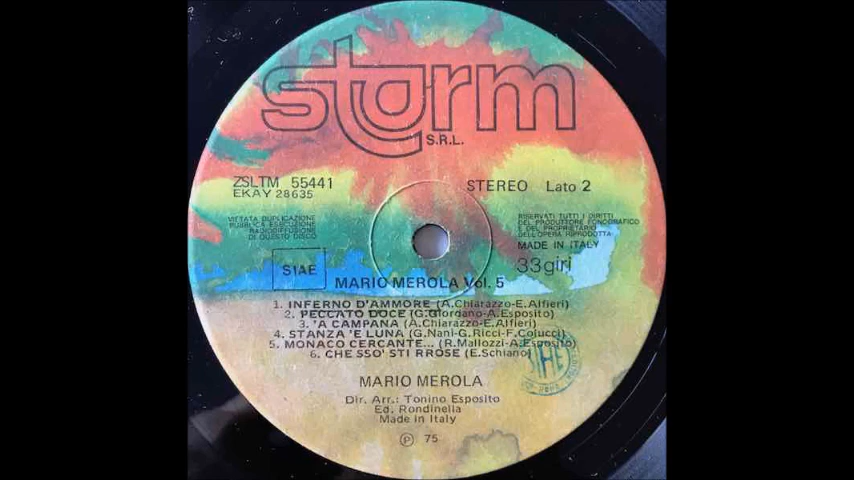 storm
S.R.L.
ZSLTM 55441
EKAY 28635
STEREO Lato 2
VIETATA DUPLICAZIONE
PUBBLICA ESECUZIONE
RADIODIFFUSIONE
DI QUESTO DISCO
RISERVATI TUTTI I DIRITTI
DEL PRODUTTORE FONOGRAFICO
E DEL PROPRIETARIO
DELL'OPERA RIPRODOTTA
MADE IN ITALY
SIAE
33giri
MARIO MEROLA Vol. 5
1. INFERNO D'AMMORE (A.Chiarazzo-E.Alfieri)
2. PECCATO DOCE (G.Giordano-A.Esposito)
3. 'A CAMPANA (A.Chiarazzo-E.Alfieri)
4. STANZA 'E LUNA (G.Nani-G.Ricci-F.Colucci)
5. MONACO CERCANTE... (R.Mallozzi-A.Esposito)
6. CHE SSO' STI RROSE (E.Schiano)
MARIO MEROLA
Dir. Arr.: Tonino Esposito
Ed. Rondinella
Made in Italy
Ⓟ 75